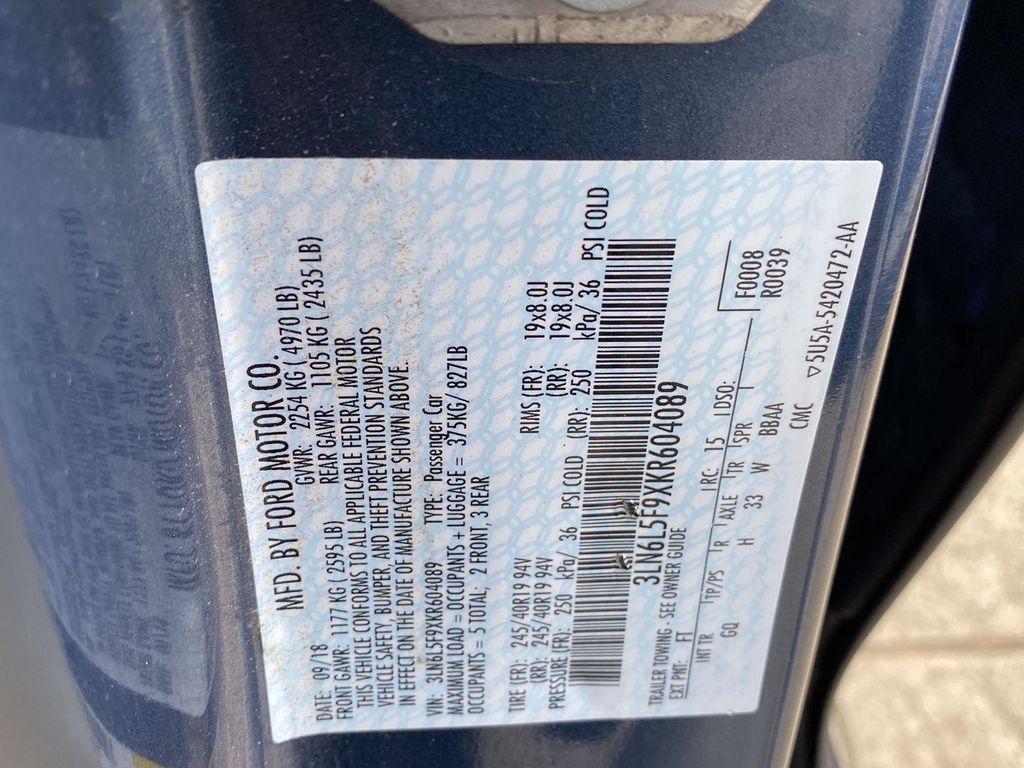 MFD. BY FORD MOTOR CO.
DATE: 09/18 GVWR: 2254 KG ( 4970 LB)
FRONT GAWR: 1177 KG ( 2595 LB) REAR GAWR: 1105 KG ( 2435 LB)
THIS VEHICLE CONFORMS TO ALL APPLICABLE FEDERAL MOTOR
VEHICLE SAFETY, BUMPER, AND THEFT PREVENTION STANDARDS
IN EFFECT ON THE DATE OF MANUFACTURE SHOWN ABOVE.
VIN: 3LN6L5F9XKR604089 TYPE: Passenger Car
MAXIMUM LOAD = OCCUPANTS + LUGGAGE = 375KG/ 827LB
OCCUPANTS = 5 TOTAL; 2 FRONT, 3 REAR
TIRE (FR): 245/40R19 94V RIMS (FR): 19x8.0J
(RR): 245/40R19 94V (RR): 19x8.0J
PRESSURE (FR): 250 kPa/ 36 PSI COLD (RR): 250 kPa/ 36 PSI COLD
3LN6L5F9XKR604089
TRAILER TOWING - SEE OWNER GUIDE F0008
EXT PNT: FT RC: 15 DSO: R0039
INT TR TP/PS R AXLE TR SPR
GQ H 33 W BBAA
CMC ▽5U5A-5420472-AA